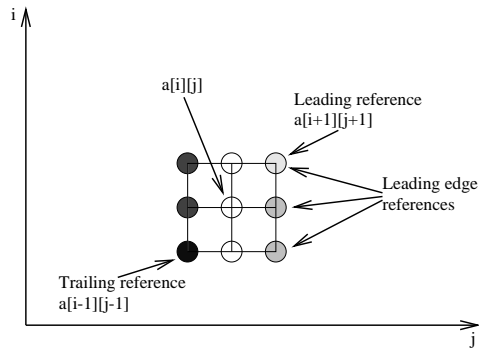 i
a[i][j]
Leading reference
a[i+1][j+1]
Leading edge
references
Trailing reference
a[i-1][j-1]
j